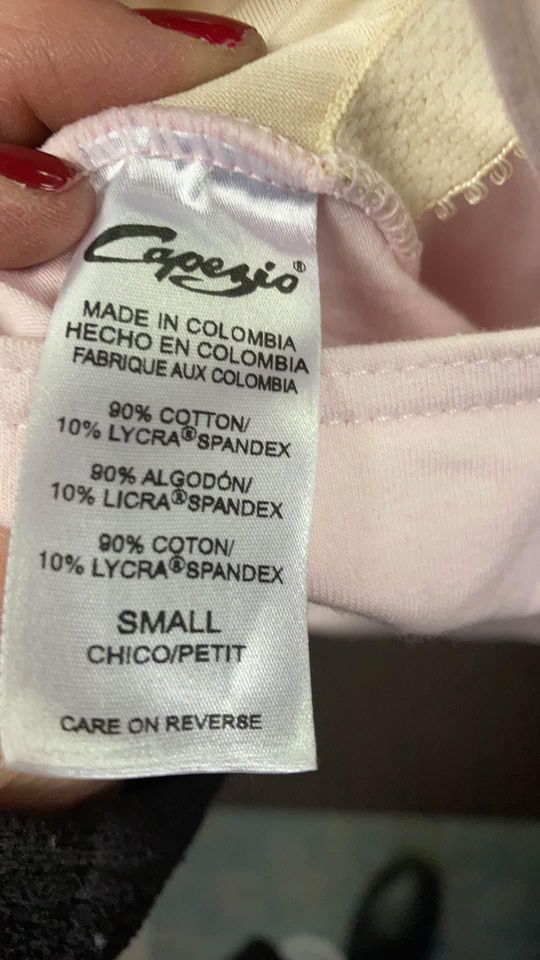 Capezio®
MADE IN COLOMBIA
HECHO EN COLOMBIA
FABRIQUE AUX COLOMBIA
90% COTTON/
10% LYCRA®SPANDEX
90% ALGODÓN/
10% LICRA®SPANDEX
90% COTON/
10% LYCRA®SPANDEX
SMALL
CHICO/PETIT
CARE ON REVERSE